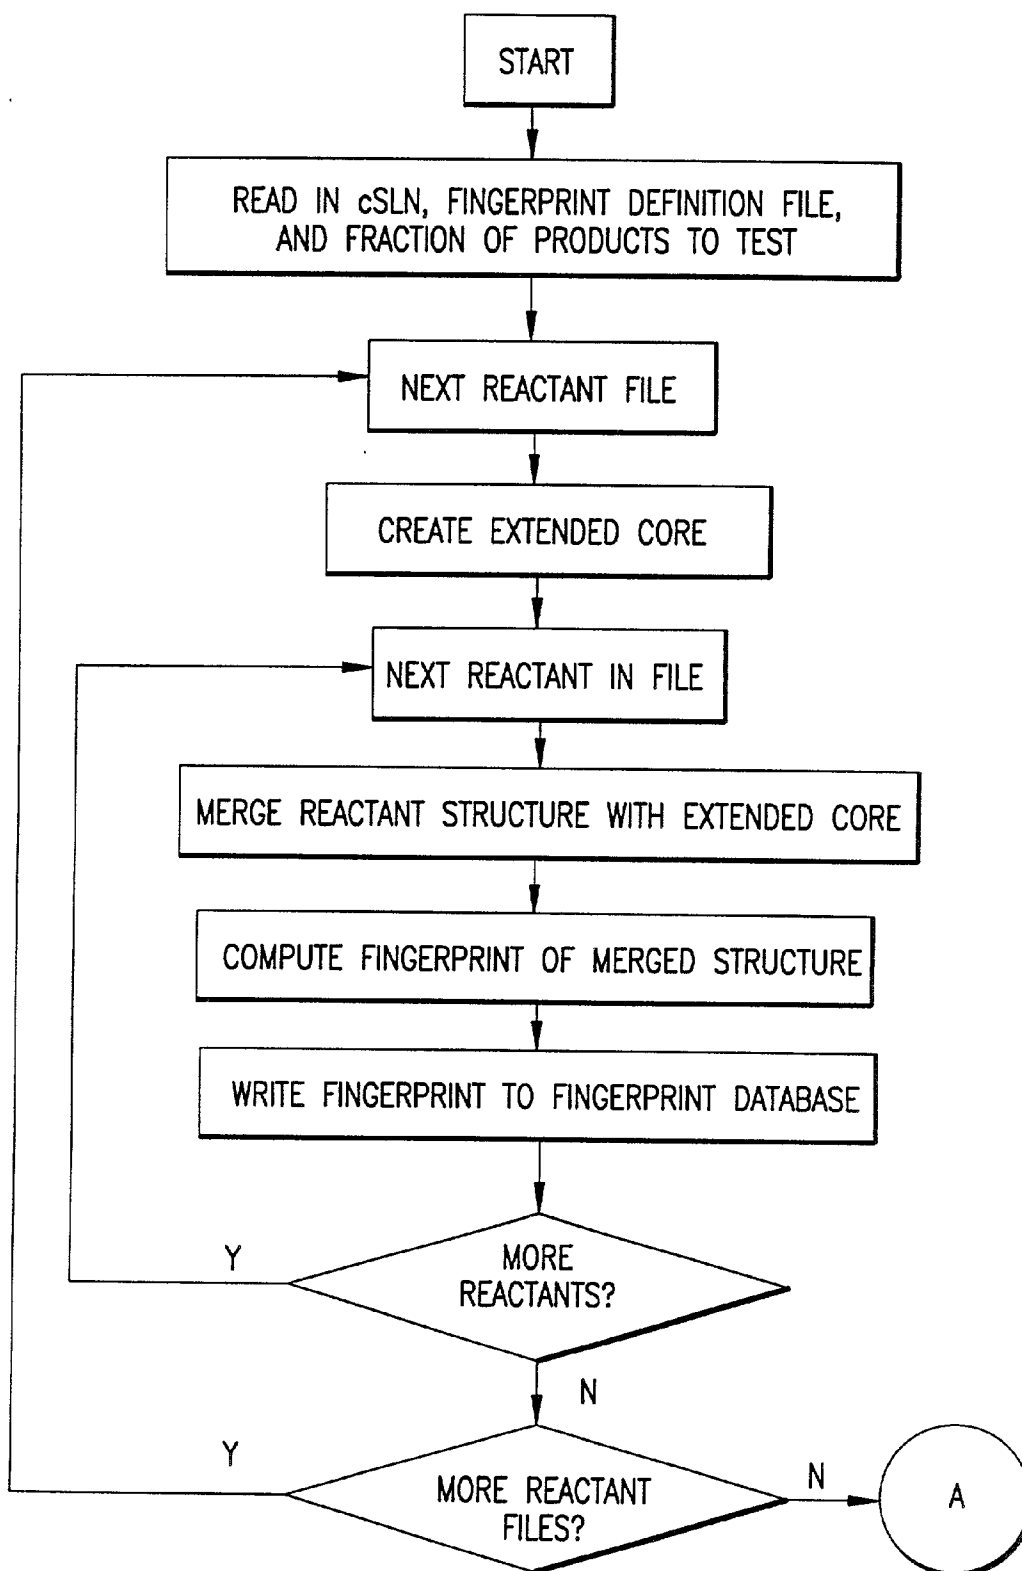 START
READ IN cSLN, FINGERPRINT DEFINITION FILE,
AND FRACTION OF PRODUCTS TO TEST
NEXT REACTANT FILE
CREATE EXTENDED CORE
NEXT REACTANT IN FILE
MERGE REACTANT STRUCTURE WITH EXTENDED CORE
COMPUTE FINGERPRINT OF MERGED STRUCTURE
WRITE FINGERPRINT TO FINGERPRINT DATABASE
Y
MORE
REACTANTS?
N
Y
MORE REACTANT
FILES?
N
A